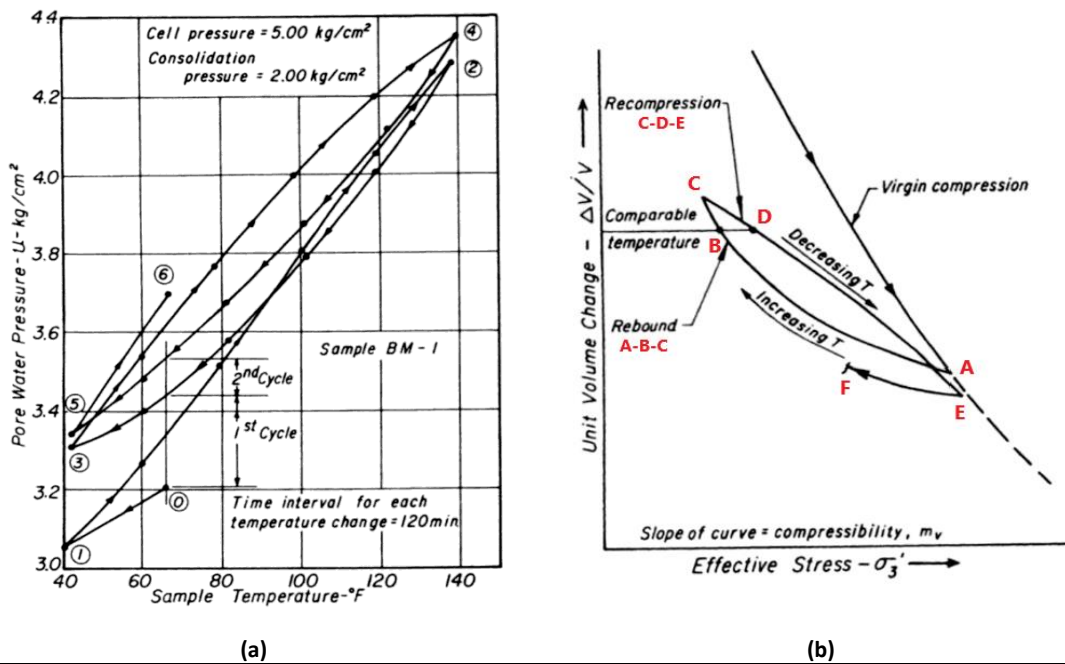 4.4
4.2
4.0
3.8
3.6
3.4
3.2
3.0
Pore Water Pressure - u - kg/cm²
Cell pressure = 5.00 kg/cm²
Consolidation
pressure = 2.00 kg/cm²
④
②
⑥
Sample BM-1
2nd Cycle
1st Cycle
⑤
③
⓪
①
Time interval for each
temperature change = 120 min.
40 60 80 100 120 140
Sample Temperature-°F
(a)
Unit Volume Change - ΔV/V
Recompression
C-D-E
C
D
Virgin compression
Comparable
temperature
B
Decreasing T
Increasing T
Rebound
A-B-C
A
F
E
Slope of curve = compressibility, mv
Effective Stress - σ3'
(b)